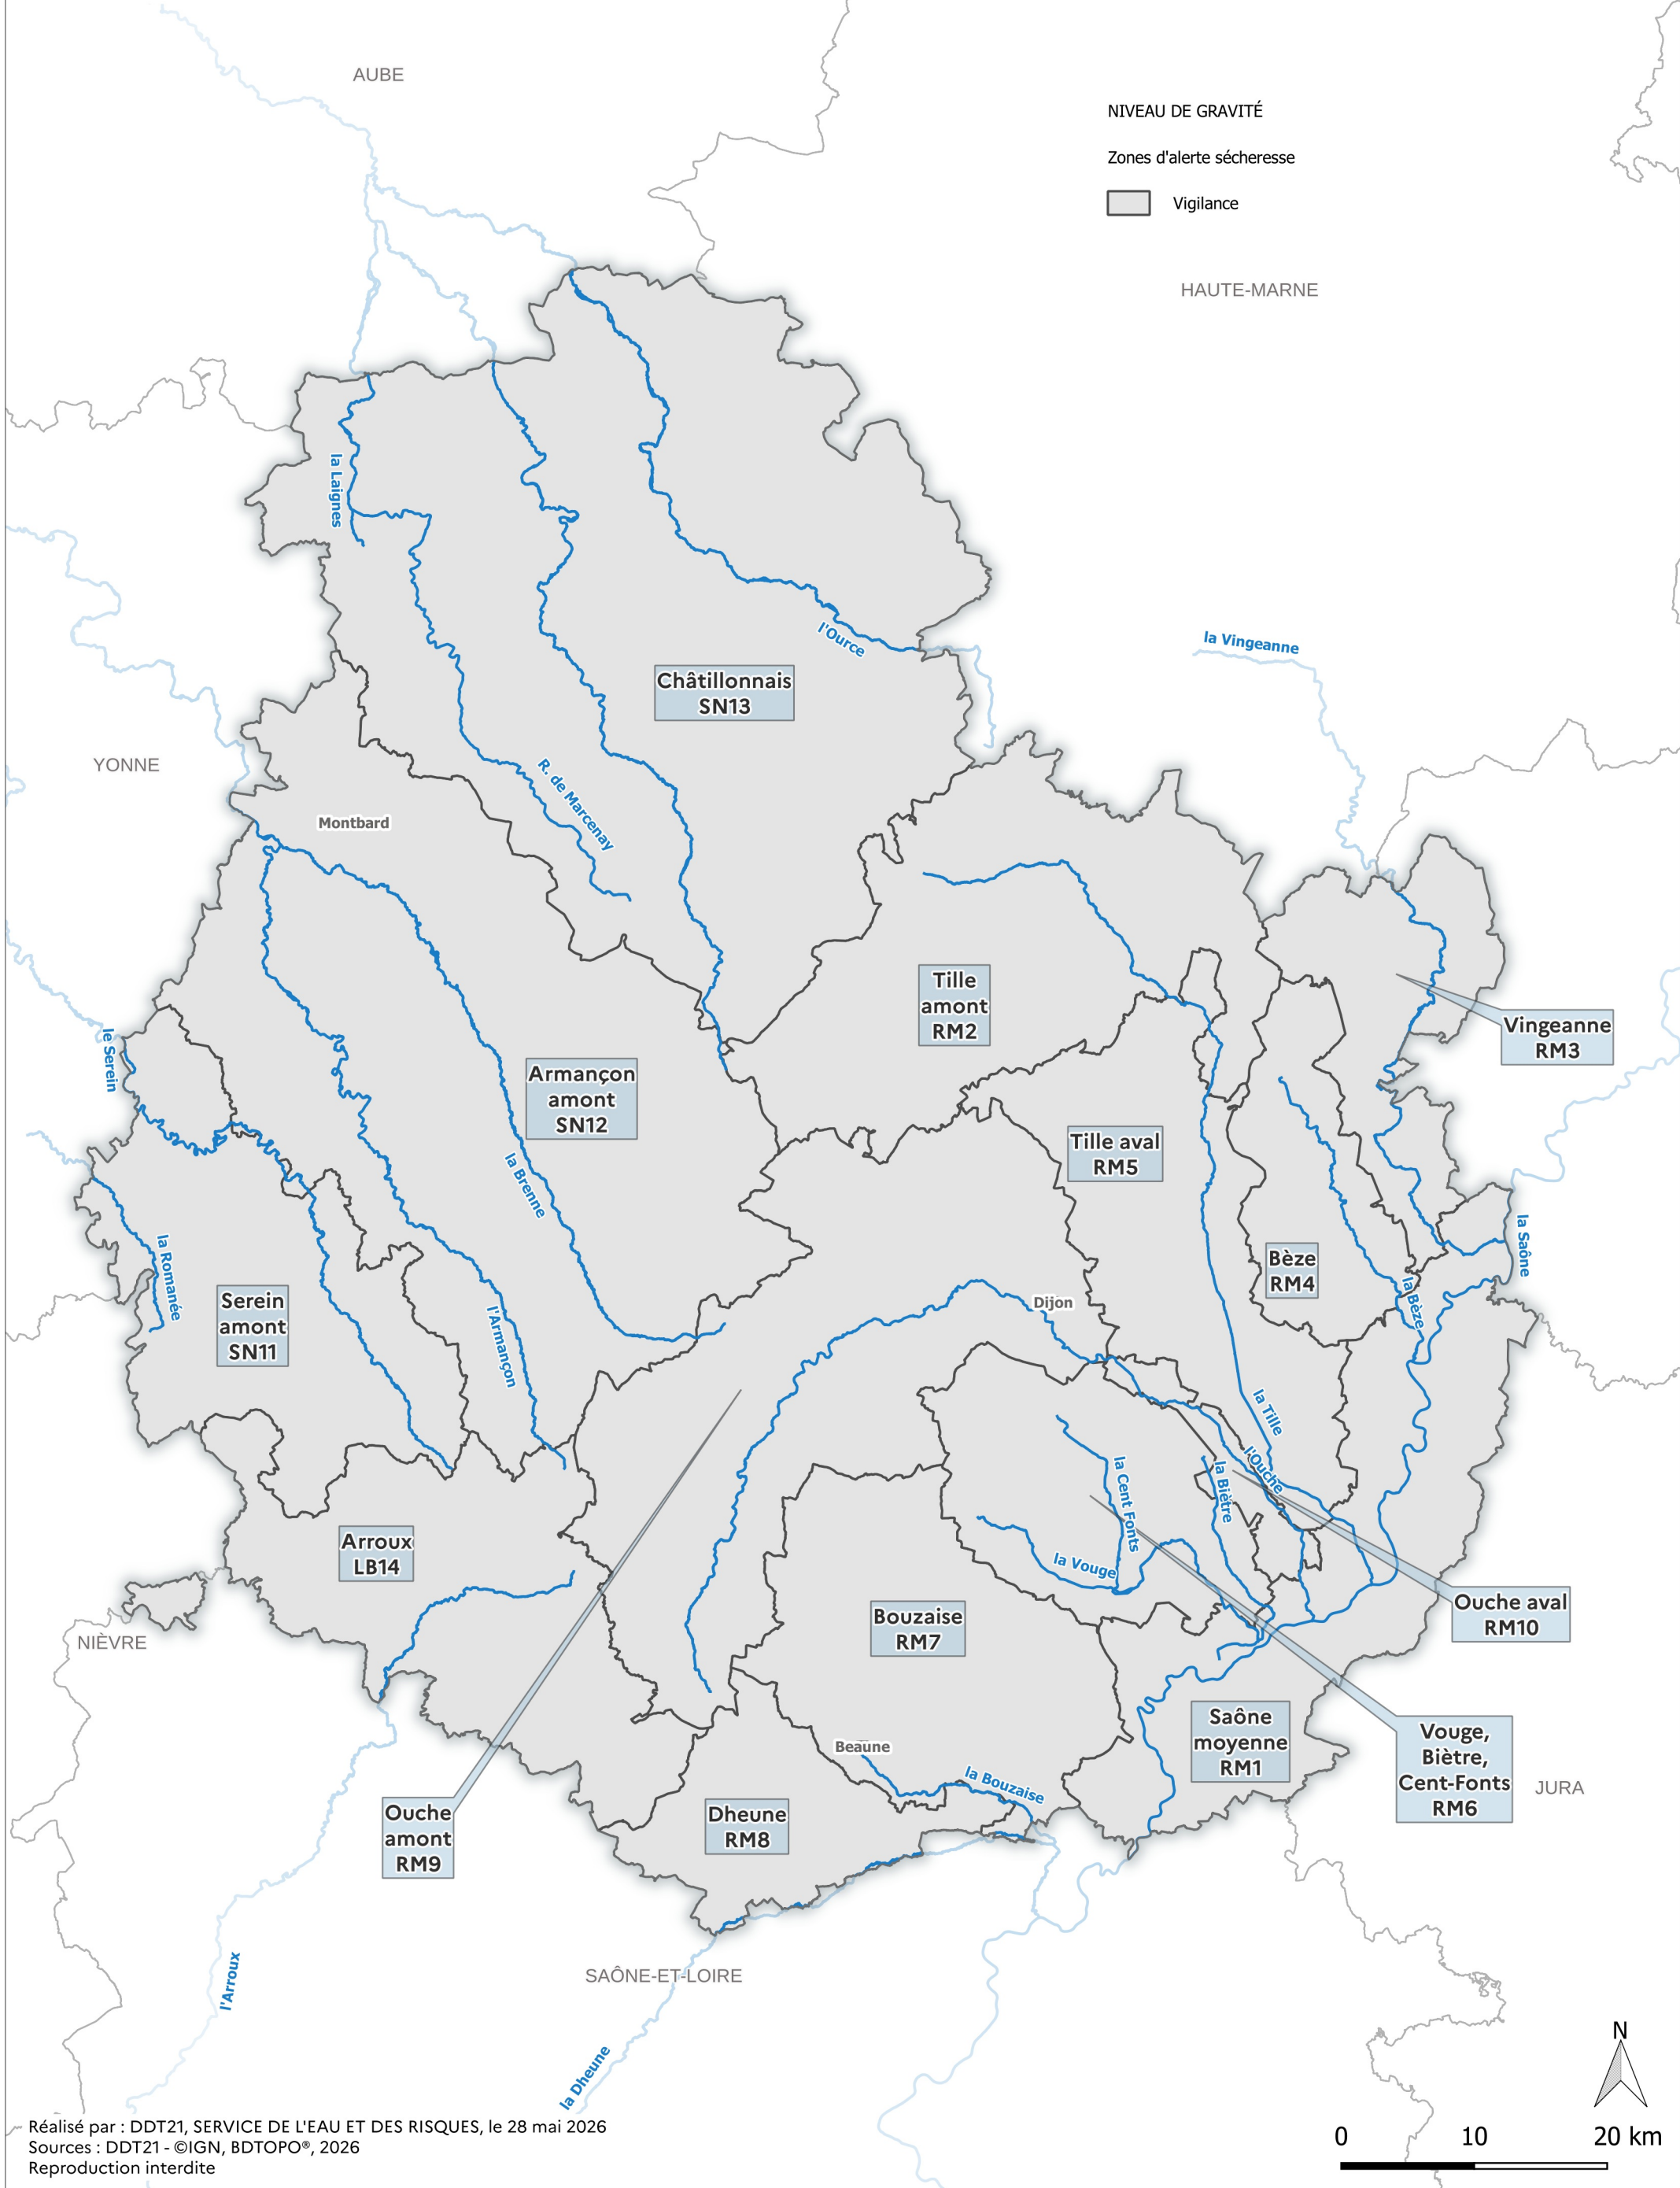 AUBE
NIVEAU DE GRAVITÉ
Zones d'alerte sécheresse
Vigilance
HAUTE-MARNE
la Laignes
l'Ource
la Vingeanne
Châtillonnais
SN13
YONNE
R. de Marcenay
Montbard
Tille
amont
RM2
Vingeanne
RM3
le Serein
Armançon
amont
SN12
Tille aval
RM5
la Brenne
la Romanée
la Saône
Bèze
RM4
la Bèze
Serein
amont
SN11
l'Armançon
Dijon
la Tille
l'Ouche
la Biètre
la Cent Fonts
la Vouge
Arroux
LB14
Bouzaise
RM7
Ouche aval
RM10
NIÈVRE
Saône
moyenne
RM1
Vouge,
Biètre,
Cent-Fonts
RM6
JURA
Beaune
la Bouzaise
Ouche
amont
RM9
Dheune
RM8
l'Arroux
SAÔNE-ET-LOIRE
la Dheune
N
0 10 20 km
Réalisé par : DDT21, SERVICE DE L'EAU ET DES RISQUES, le 28 mai 2026
Sources : DDT21 - ©IGN, BDTOPO®, 2026
Reproduction interdite